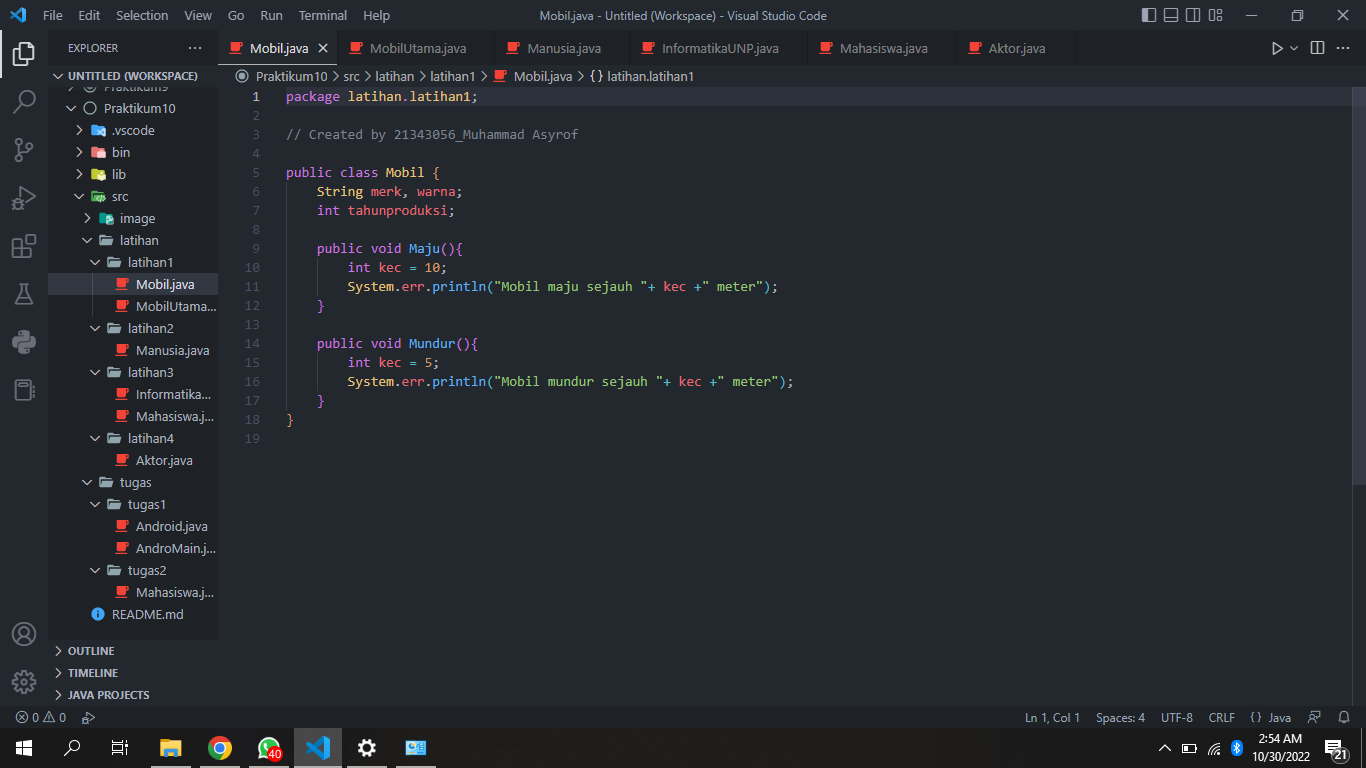 File Edit Selection View Go Run Terminal Help
Mobil.java - Untitled (Workspace) - Visual Studio Code
EXPLORER
Mobil.java
MobilUtama.java
Manusia.java
InformatikaUNP.java
Mahasiswa.java
Aktor.java
UNTITLED (WORKSPACE)
Praktikum10 > src > latihan > latihan1 > Mobil.java > {} latihan.latihan1
Praktikum9
Praktikum10
.vscode
bin
lib
src
image
latihan
latihan1
Mobil.java
MobilUtama...
latihan2
Manusia.java
latihan3
Informatika...
Mahasiswa.j...
latihan4
Aktor.java
tugas
tugas1
Android.java
AndroMain.j...
tugas2
Mahasiswa.j...
README.md
OUTLINE
TIMELINE
JAVA PROJECTS
1 package latihan.latihan1;
2
3 // Created by 21343056_Muhammad Asyrof
4
5 public class Mobil {
6 String merk, warna;
7 int tahunproduksi;
8
9 public void Maju(){
10 int kec = 10;
11 System.err.println("Mobil maju sejauh "+ kec +" meter");
12 }
13
14 public void Mundur(){
15 int kec = 5;
16 System.err.println("Mobil mundur sejauh "+ kec +" meter");
17 }
18 }
19
0 0
Ln 1, Col 1 Spaces: 4 UTF-8 CRLF {} Java
40
2:54 AM
10/30/2022
21